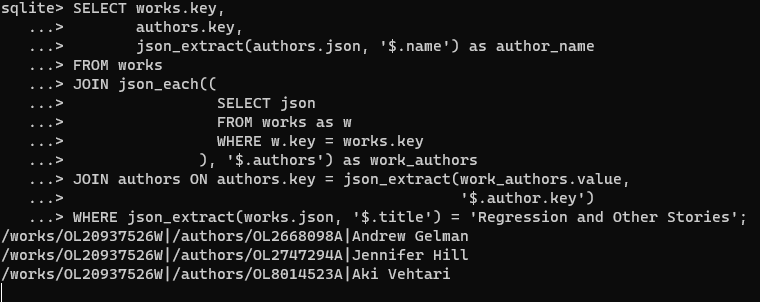 sqlite> SELECT works.key,
   ...>        authors.key,
   ...>        json_extract(authors.json, '$.name') as author_name
   ...> FROM works
   ...> JOIN json_each((
   ...>                 SELECT json
   ...>                 FROM works as w
   ...>                 WHERE w.key = works.key
   ...>               ), '$.authors') as work_authors
   ...> JOIN authors ON authors.key = json_extract(work_authors.value,
   ...>                                            '$.author.key')
   ...> WHERE json_extract(works.json, '$.title') = 'Regression and Other Stories';
/works/OL20937526W|/authors/OL2668098A|Andrew Gelman
/works/OL20937526W|/authors/OL2747294A|Jennifer Hill
/works/OL20937526W|/authors/OL8014523A|Aki Vehtari